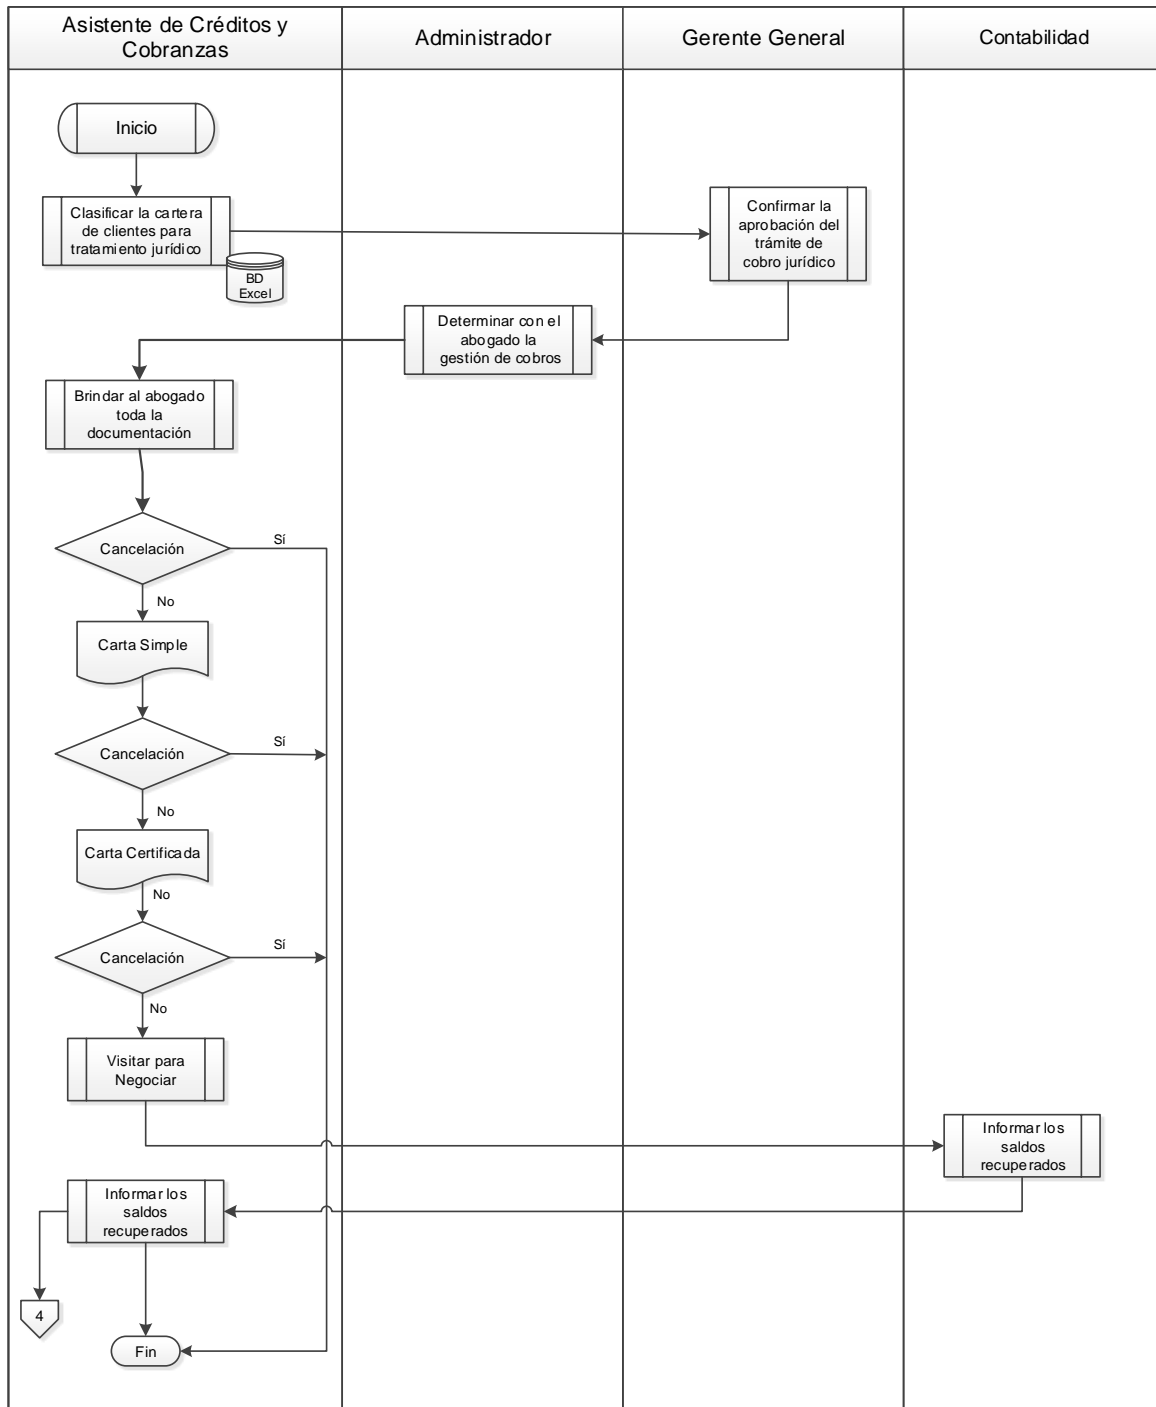 Asistente de Créditos y
Cobranzas
Administrador
Gerente General
Contabilidad
Inicio
Clasificar la cartera
de clientes para
tratamiento jurídico
BD
Excel
Confirmar la
aprobación del
trámite de
cobro jurídico
Determinar con el
abogado la
gestión de cobros
Brindar al abogado
toda la
documentación
Cancelación
Sí
No
Carta Simple
Cancelación
Sí
No
Carta Certificada
No
Cancelación
Sí
No
Visitar para
Negociar
Informar los
saldos
recuperados
Informar los
saldos
recuperados
4
Fin